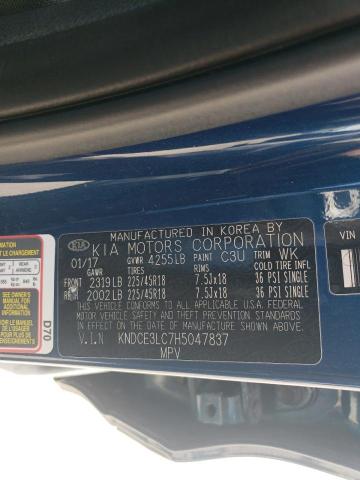 MANUFACTURED IN KOREA BY
KIA KIA MOTORS CORPORATION
01/17 GVWR 4255LB PAINT C3U TRIM WK
GAWR TIRES RIMS COLD TIRE INFL
FRONT 2319LB 225/45R18 7.5Jx18 36 PSI SINGLE
REAR 2002LB 225/45R18 7.5Jx18 36 PSI SINGLE
THIS VEHICLE CONFORMS TO ALL APPLICABLE
FEDERAL MOTOR VEHICLE SAFETY AND THEFT
PREVENTION STANDARDS IN EFFECT ON THE DATE OF
MANUFACTURE SHOWN ABOVE
V.I.N KNDCE3LC7H5047837
MPV
D70
VIN